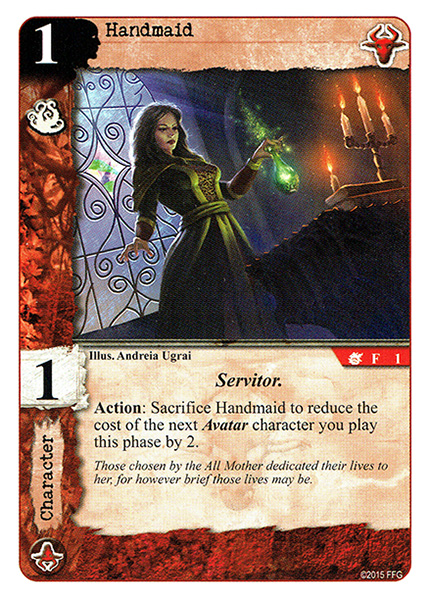 1
Handmaid
Illus. Andreia Ugrai
F 1
1
Servitor.
Action: Sacrifice Handmaid to reduce the
cost of the next Avatar character you play
this phase by 2.
Those chosen by the All Mother dedicated their lives to
her, for however brief those lives may be.
Character
©2015 FFG